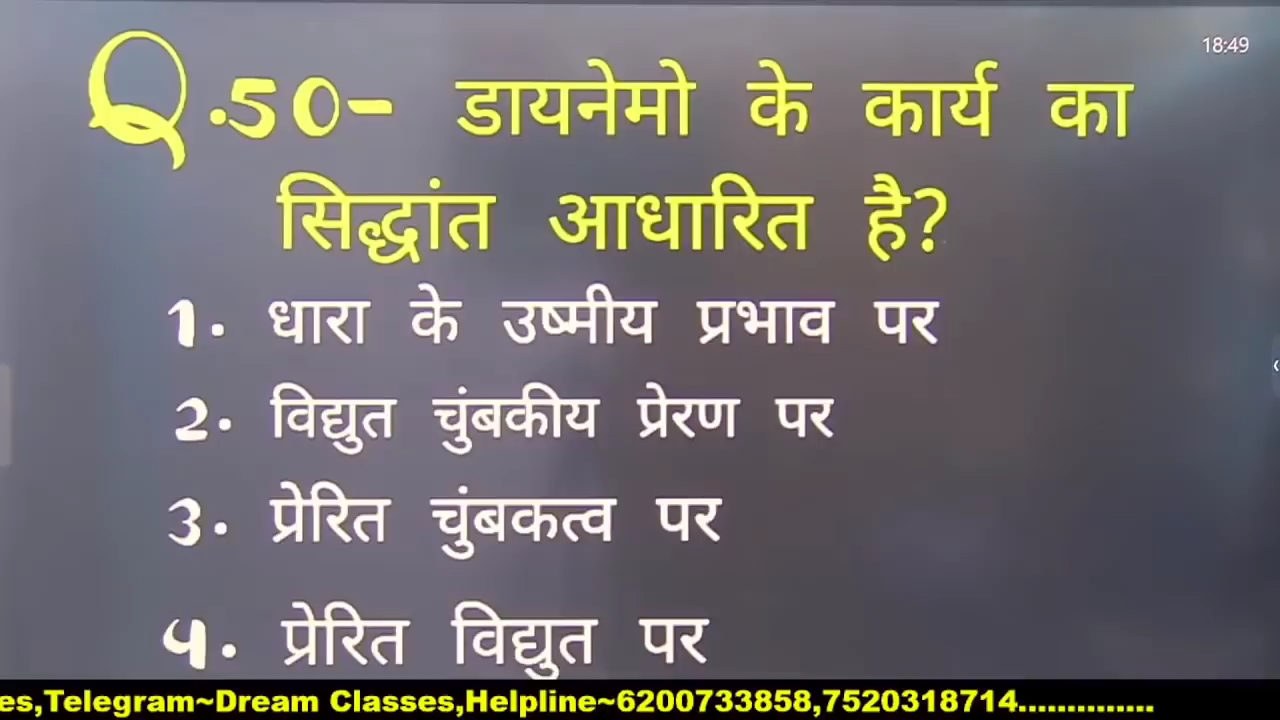 18:49
Q.50- डायनेमो के कार्य का
सिद्धांत आधारित है?
1. धारा के उष्मीय प्रभाव पर
2. विद्युत चुंबकीय प्रेरण पर
3. प्रेरित चुंबकत्व पर
4. प्रेरित विद्युत पर
es,Telegram~Dream Classes,Helpline~6200733858,7520318714..............